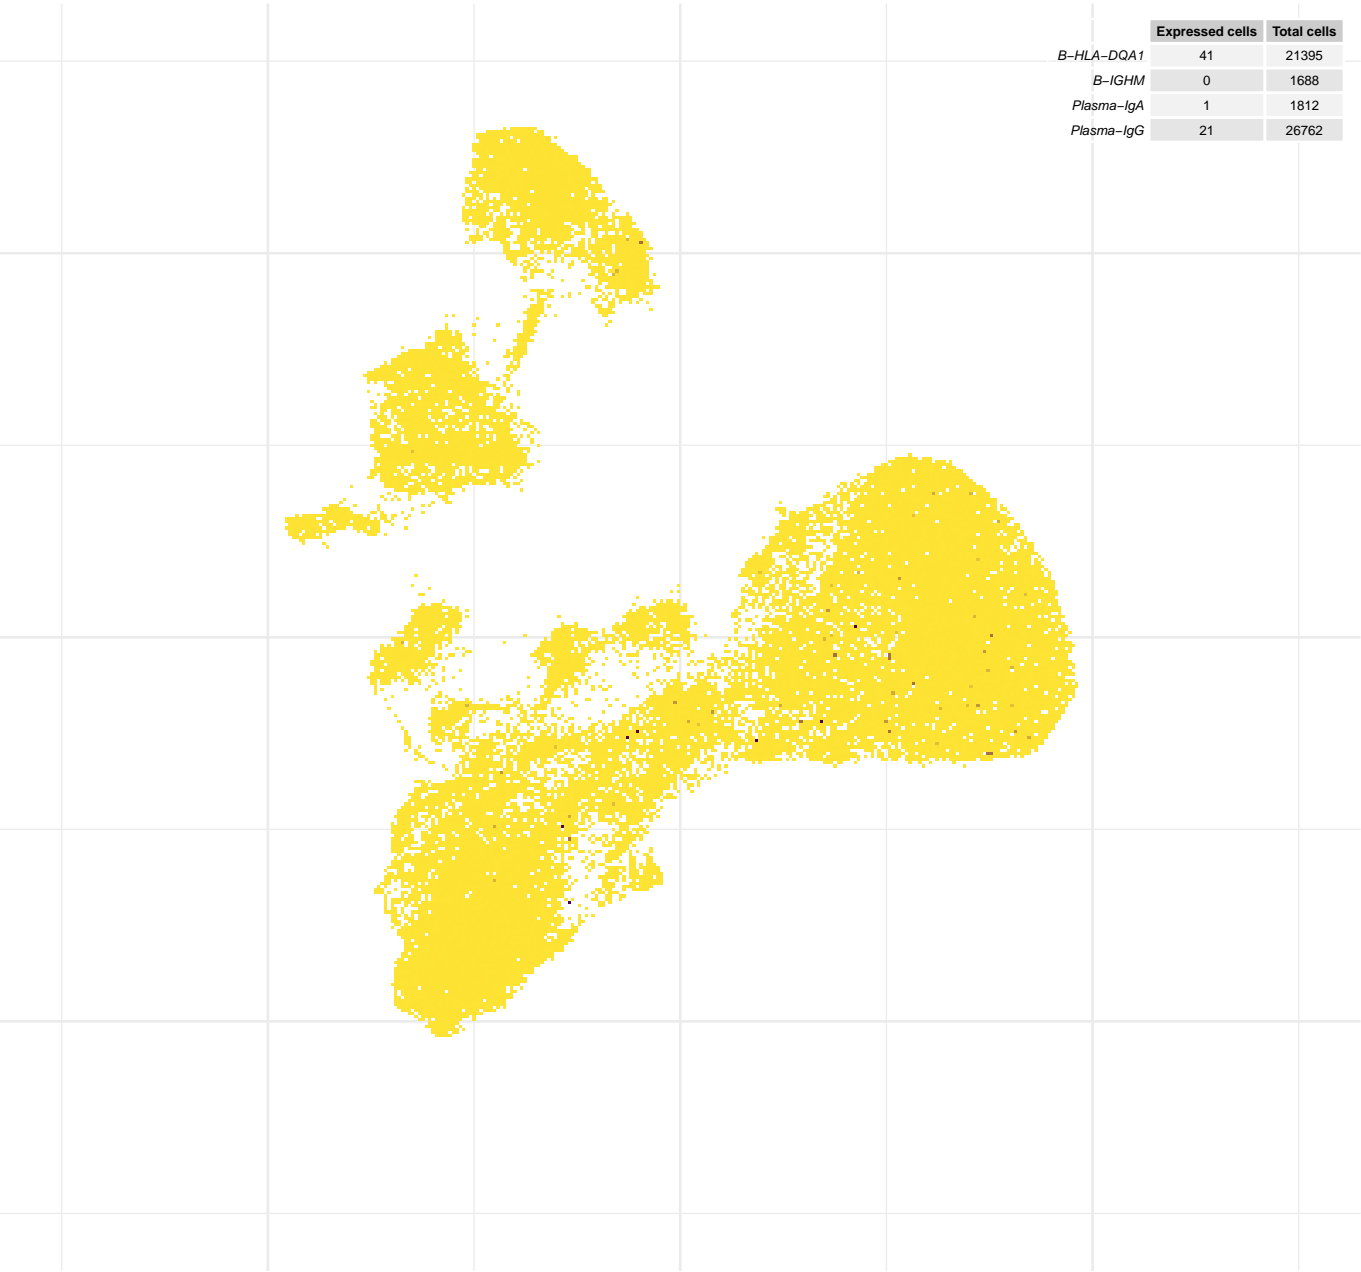 Expressed cells Total cells
B−HLA−DQA1 41 21395
B−IGHM 0 1688
Plasma−IgA 1 1812
Plasma−IgG 21 26762